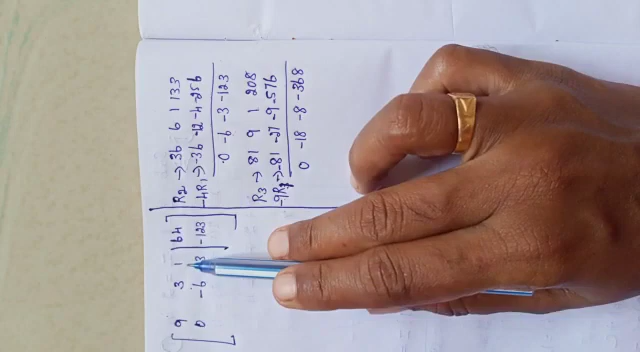 9 3 1 64
0 -6 3 -123
R2 → 36 6 1 133
-4R1 → -36 -12 -4 -256
0 -6 -3 -123
R3 → 81 9 1 208
→ -81 -27 -9 -576
0 -18 -8 -368